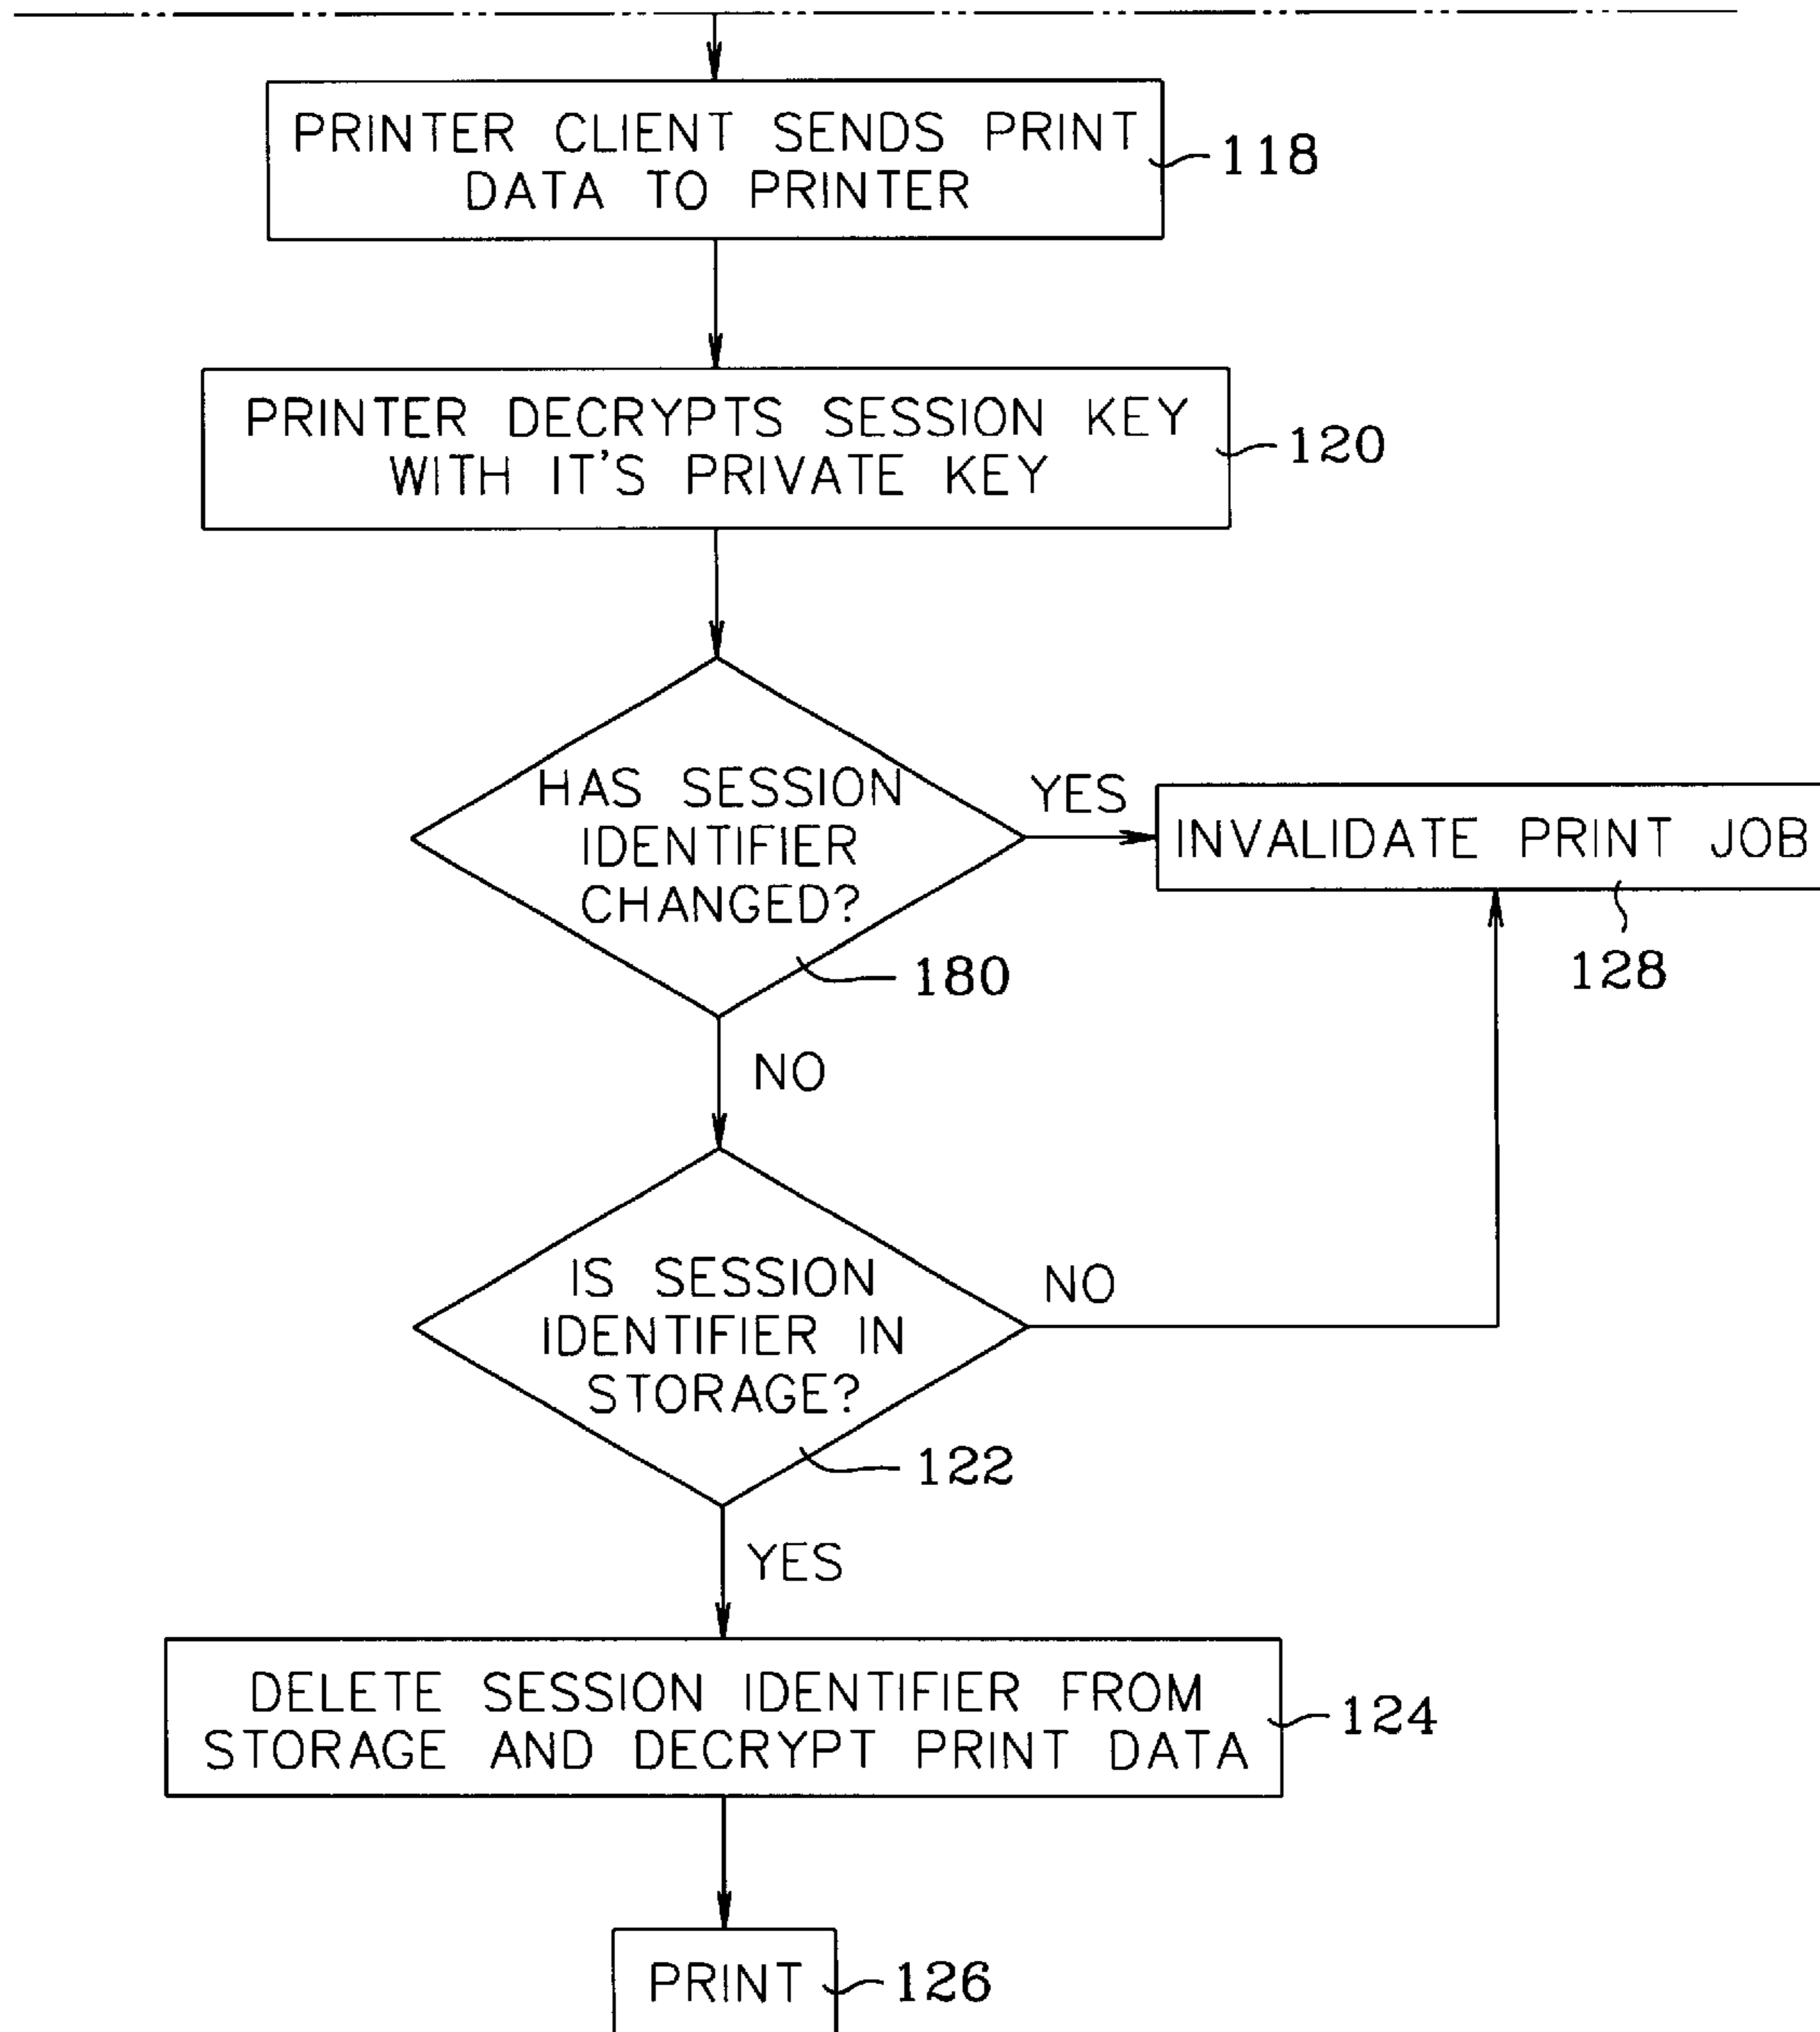 PRINTER CLIENT SENDS PRINT
DATA TO PRINTER
118
PRINTER DECRYPTS SESSION KEY
WITH IT'S PRIVATE KEY
120
HAS SESSION
IDENTIFIER
CHANGED?
180
YES
INVALIDATE PRINT JOB
128
NO
IS SESSION
IDENTIFIER IN
STORAGE?
122
NO
YES
DELETE SESSION IDENTIFIER FROM
STORAGE AND DECRYPT PRINT DATA
124
PRINT
126